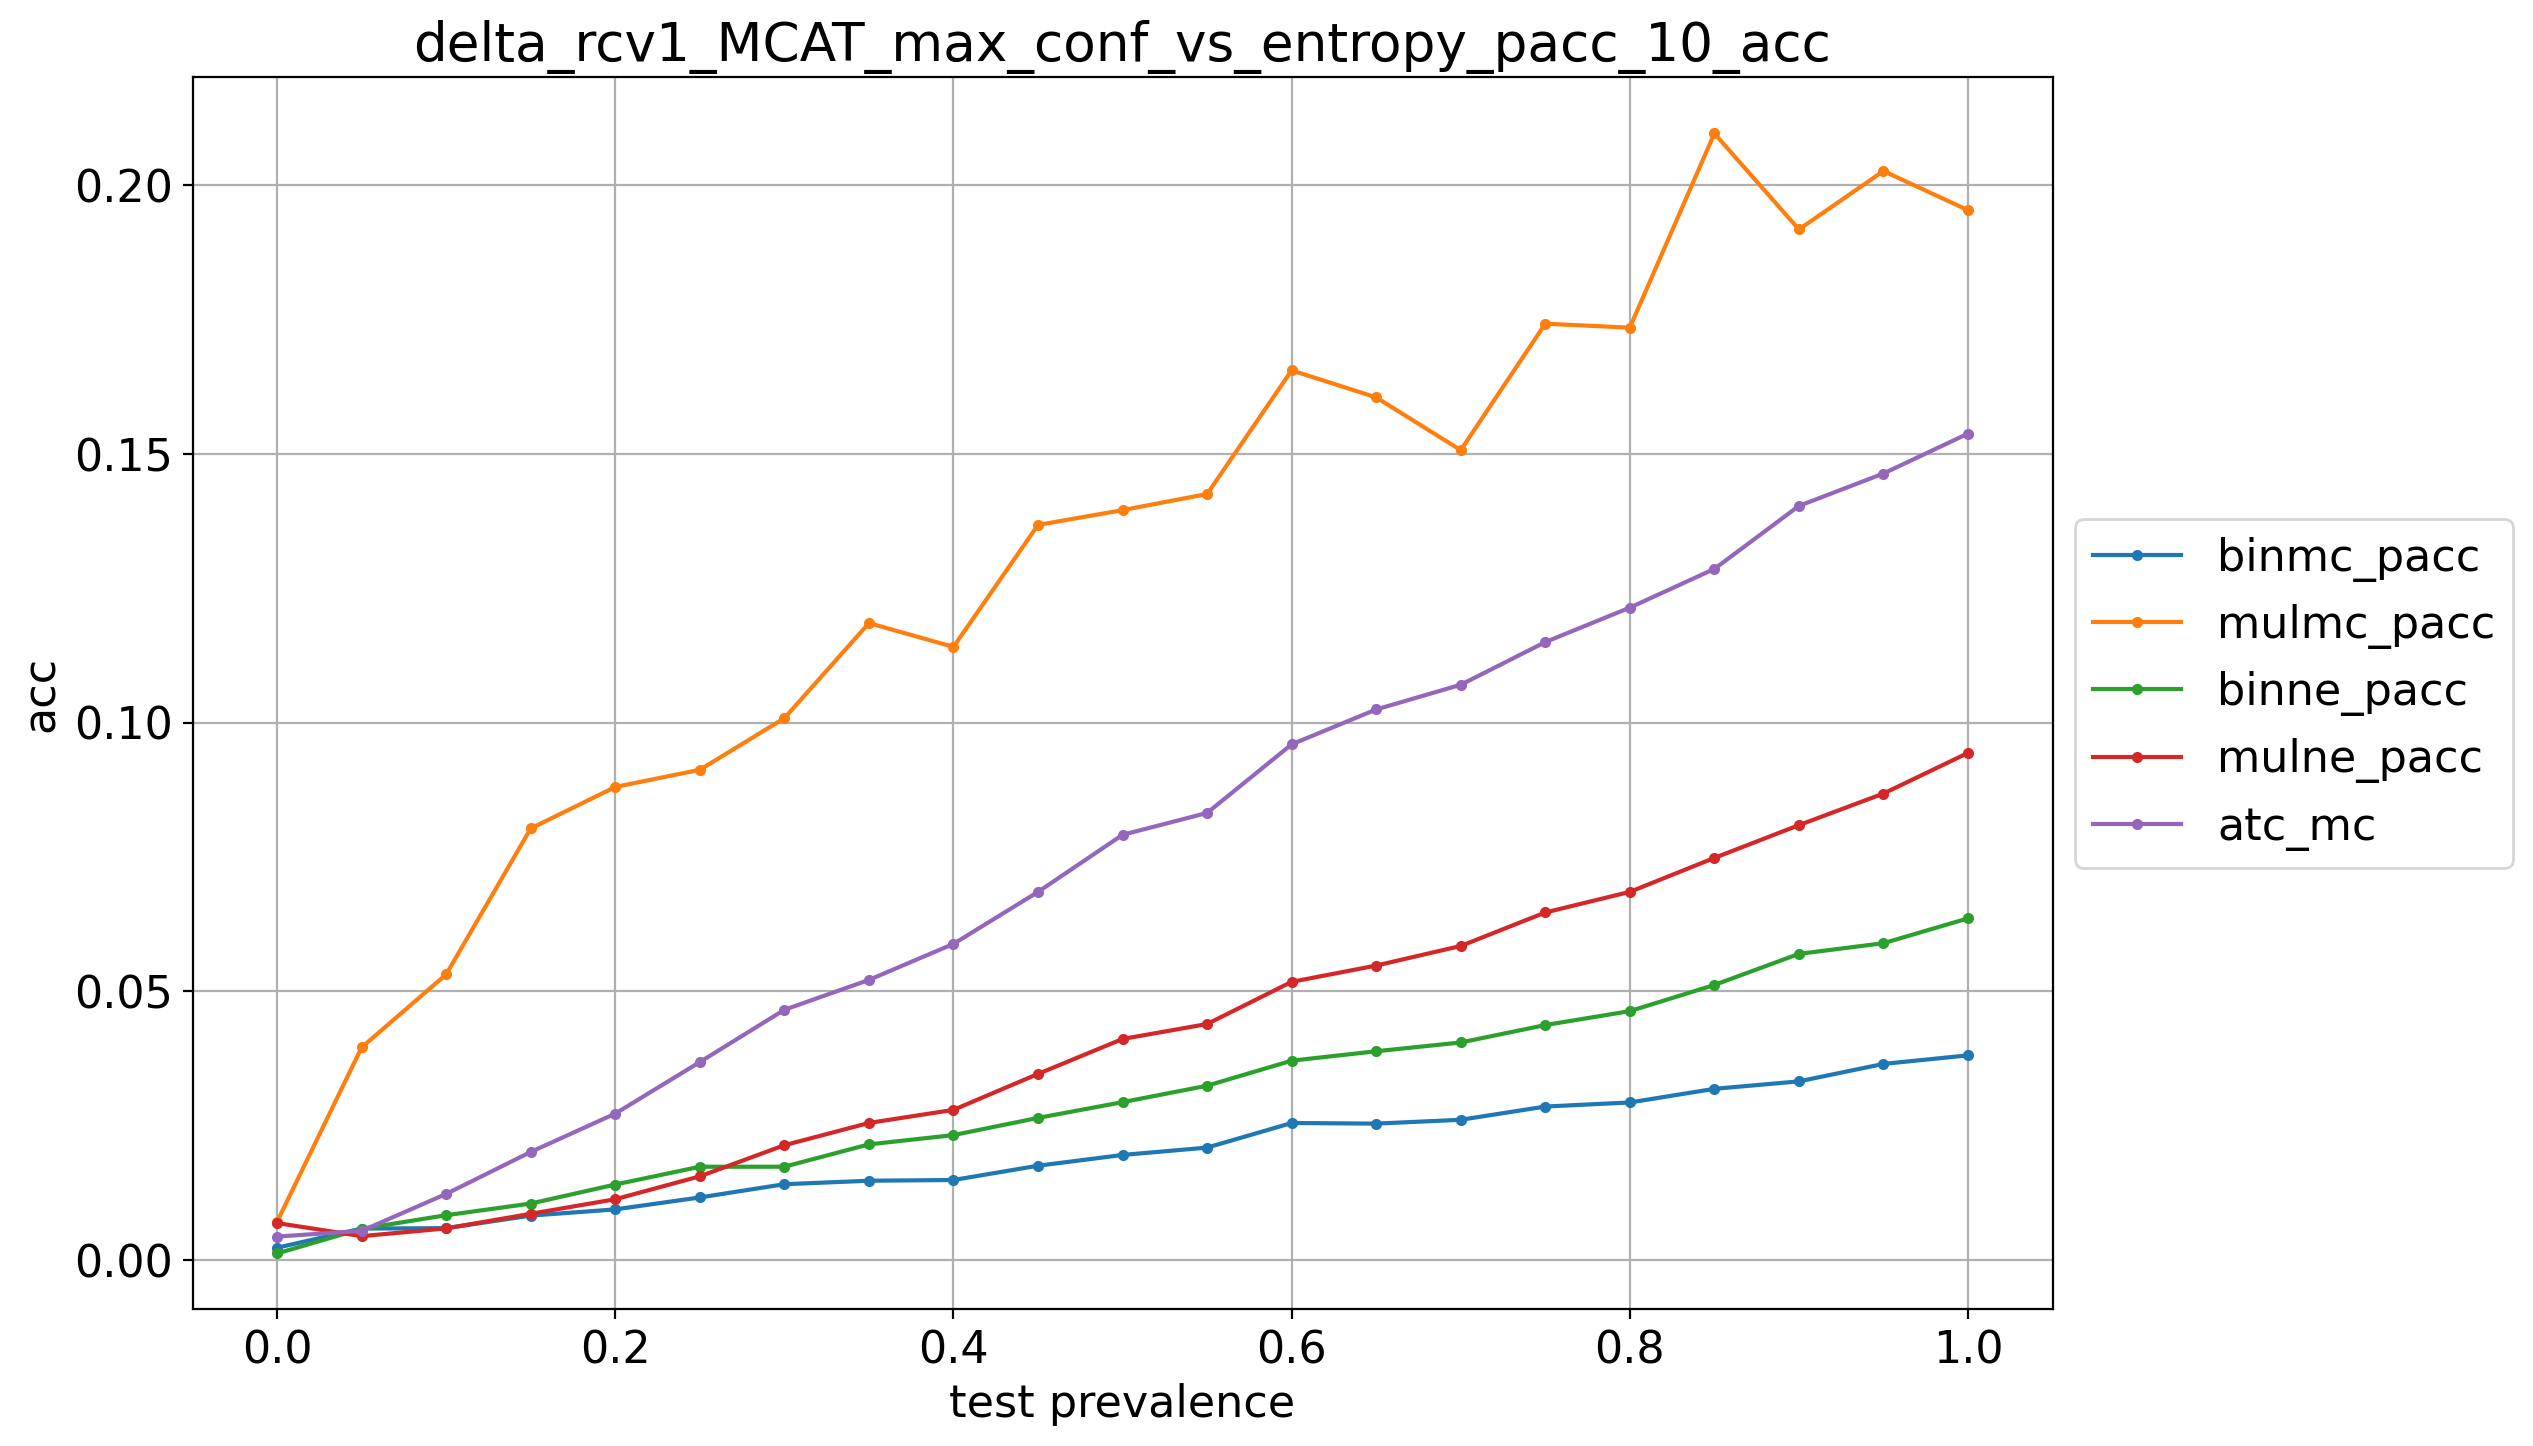 delta_rcv1_MCAT_max_conf_vs_entropy_pacc_10_acc
0.20
0.15
0.10
0.05
0.00
acc
0.0 0.2 0.4 0.6 0.8 1.0
test prevalence
binmc_pacc
mulmc_pacc
binne_pacc
mulne_pacc
atc_mc